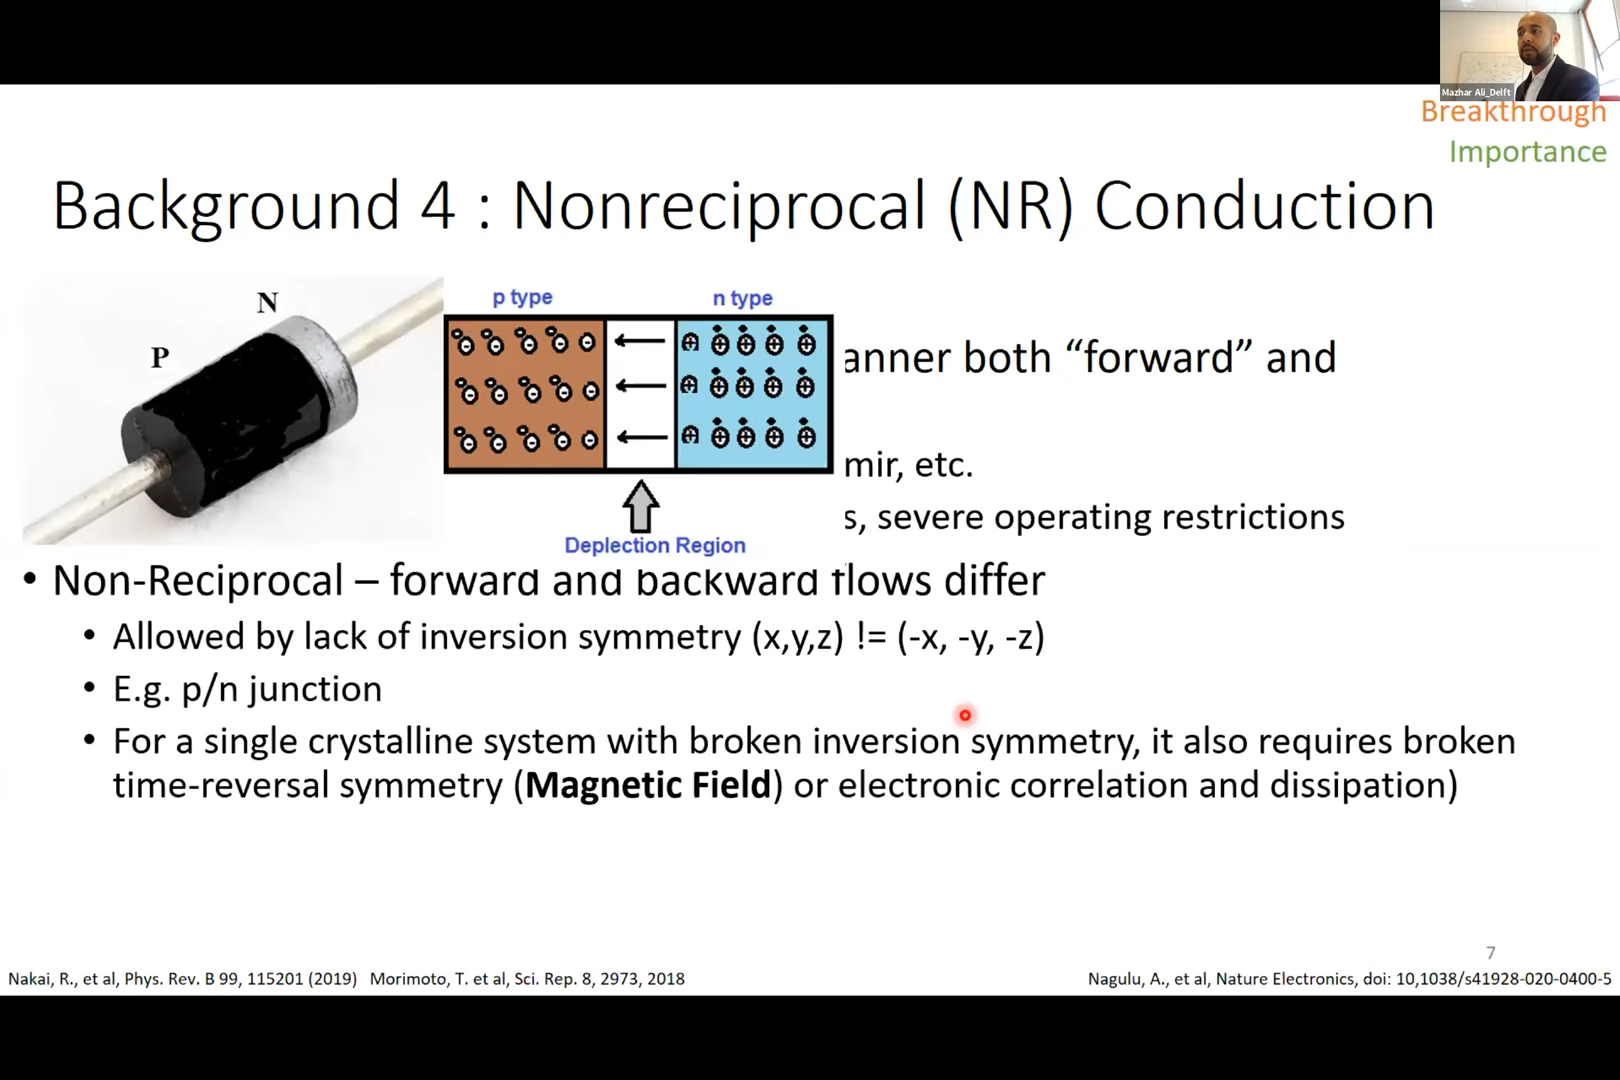 Mazhar Ali_Delft
Breakthrough
Importance
Background 4 : Nonreciprocal (NR) Conduction
N
P
p type
n type
anner both “forward” and
mir, etc.
s, severe operating restrictions
Deplection Region
• Non-Reciprocal – forward and backward flows differ
• Allowed by lack of inversion symmetry (x,y,z) != (-x, -y, -z)
• E.g. p/n junction
• For a single crystalline system with broken inversion symmetry, it also requires broken
time-reversal symmetry (Magnetic Field) or electronic correlation and dissipation)
7
Nakai, R., et al, Phys. Rev. B 99, 115201 (2019) Morimoto, T. et al, Sci. Rep. 8, 2973, 2018
Nagulu, A., et al, Nature Electronics, doi: 10,1038/s41928-020-0400-5